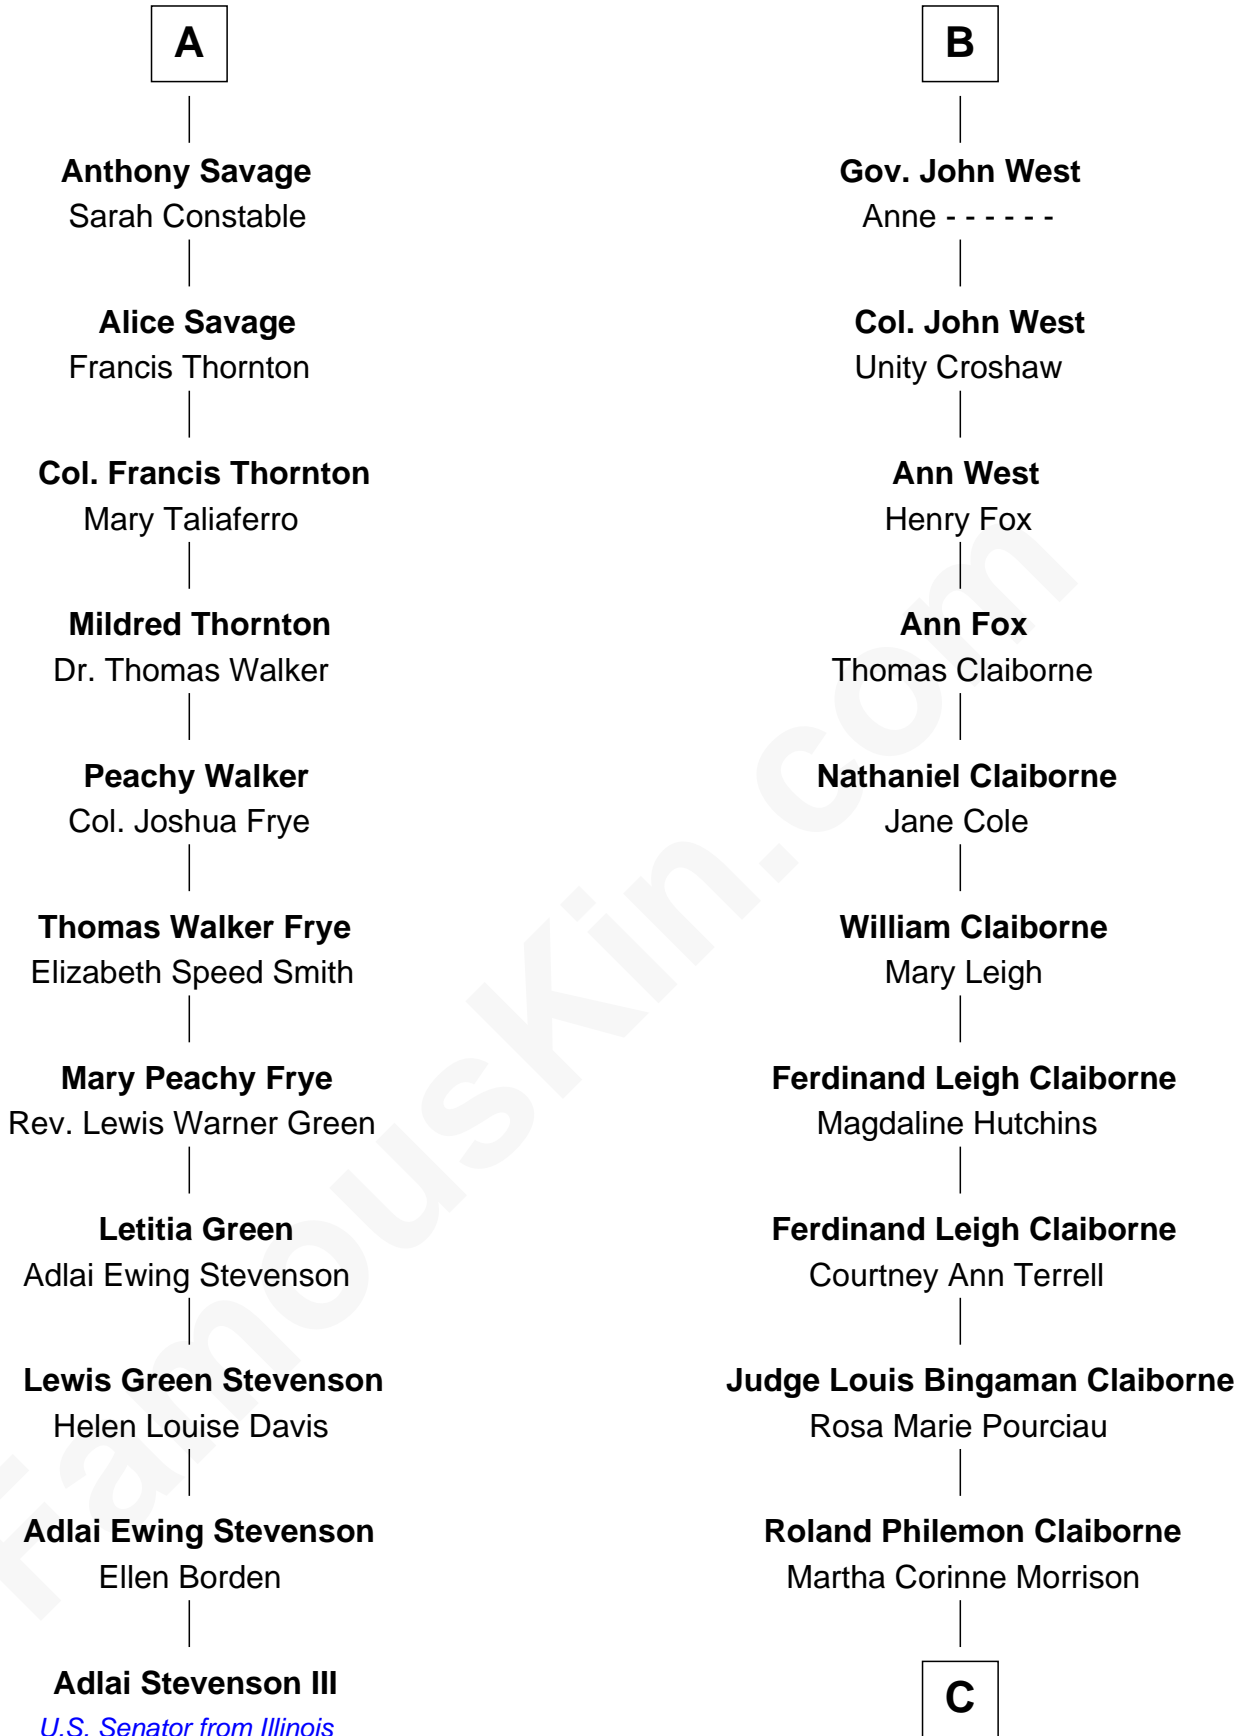 A
Anthony Savage
Sarah Constable
Alice Savage
Francis Thornton
Col. Francis Thornton
Mary Taliaferro
Mildred Thornton
Dr. Thomas Walker
Peachy Walker
Col. Joshua Frye
Thomas Walker Frye
Elizabeth Speed Smith
Mary Peachy Frye
Rev. Lewis Warner Green
Letitia Green
Adlai Ewing Stevenson
Lewis Green Stevenson
Helen Louise Davis
Adlai Ewing Stevenson
Ellen Borden
Adlai Stevenson III
U.S. Senator from Illinois
B
Gov. John West
Anne - - - - - -
Col. John West
Unity Croshaw
Ann West
Henry Fox
Ann Fox
Thomas Claiborne
Nathaniel Claiborne
Jane Cole
William Claiborne
Mary Leigh
Ferdinand Leigh Claiborne
Magdaline Hutchins
Ferdinand Leigh Claiborne
Courtney Ann Terrell
Judge Louis Bingaman Claiborne
Rosa Marie Pourciau
Roland Philemon Claiborne
Martha Corinne Morrison
C
FamousKin.com